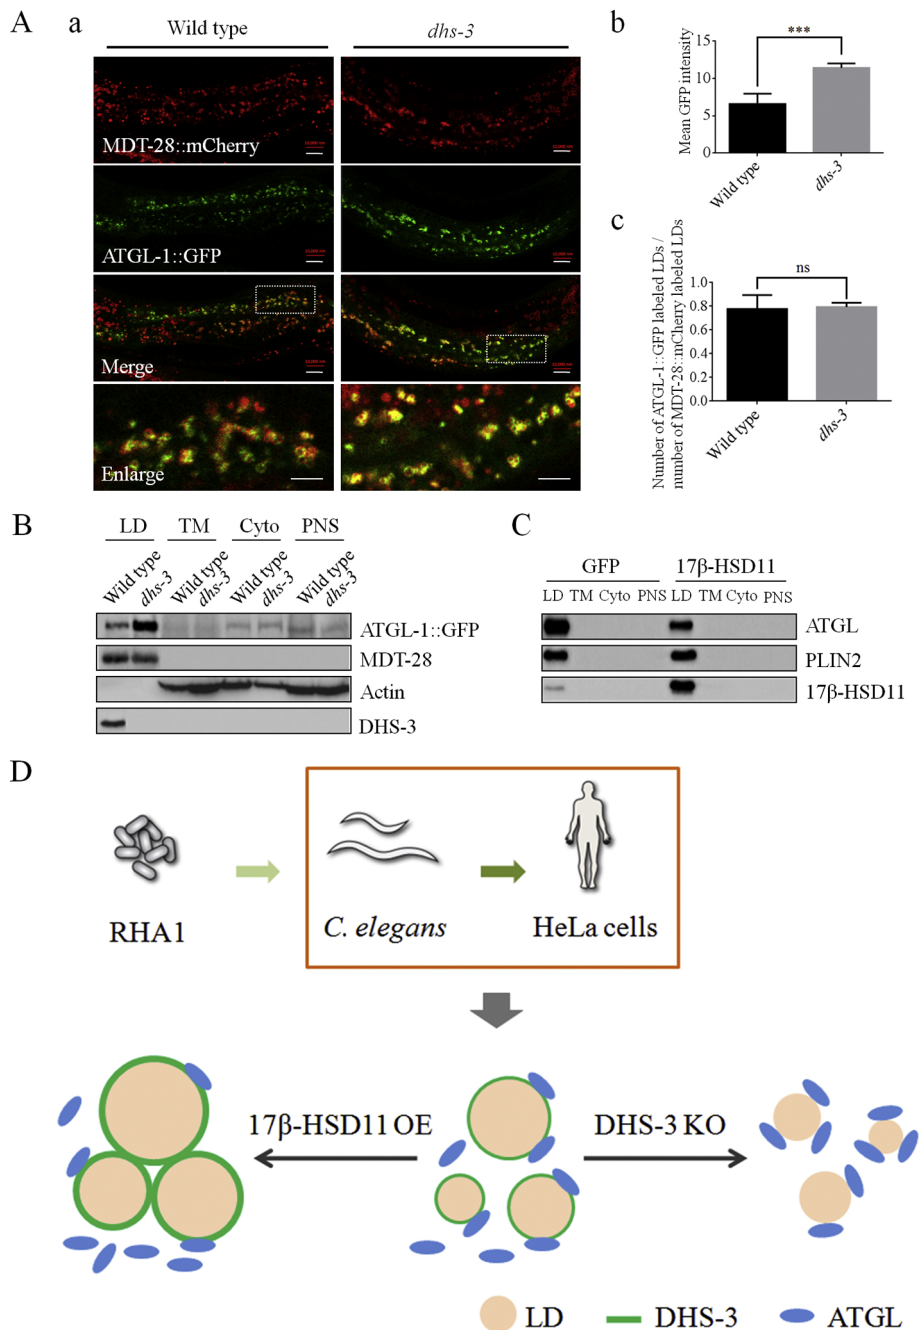 A
a
Wild type
dhs-3
MDT-28::mCherry
ATGL-1::GFP
Merge
Enlarge
b
Mean GFP intensity
15
10
5
0
***
Wild type
dhs-3
c
Number of ATGL-1::GFP labeled LDs /
number of MDT-28::mCherry labeled LDs
1.0
0.8
0.6
0.4
0.2
0.0
ns
Wild type
dhs-3
B
LD TM Cyto PNS
Wild type dhs-3 Wild type dhs-3 Wild type dhs-3 Wild type dhs-3
ATGL-1::GFP
MDT-28
Actin
DHS-3
C
GFP 17β-HSD11
LD TM Cyto PNS LD TM Cyto PNS
ATGL
PLIN2
17β-HSD11
D
RHA1
C. elegans
HeLa cells
17β-HSD11 OE
DHS-3 KO
LD DHS-3 ATGL